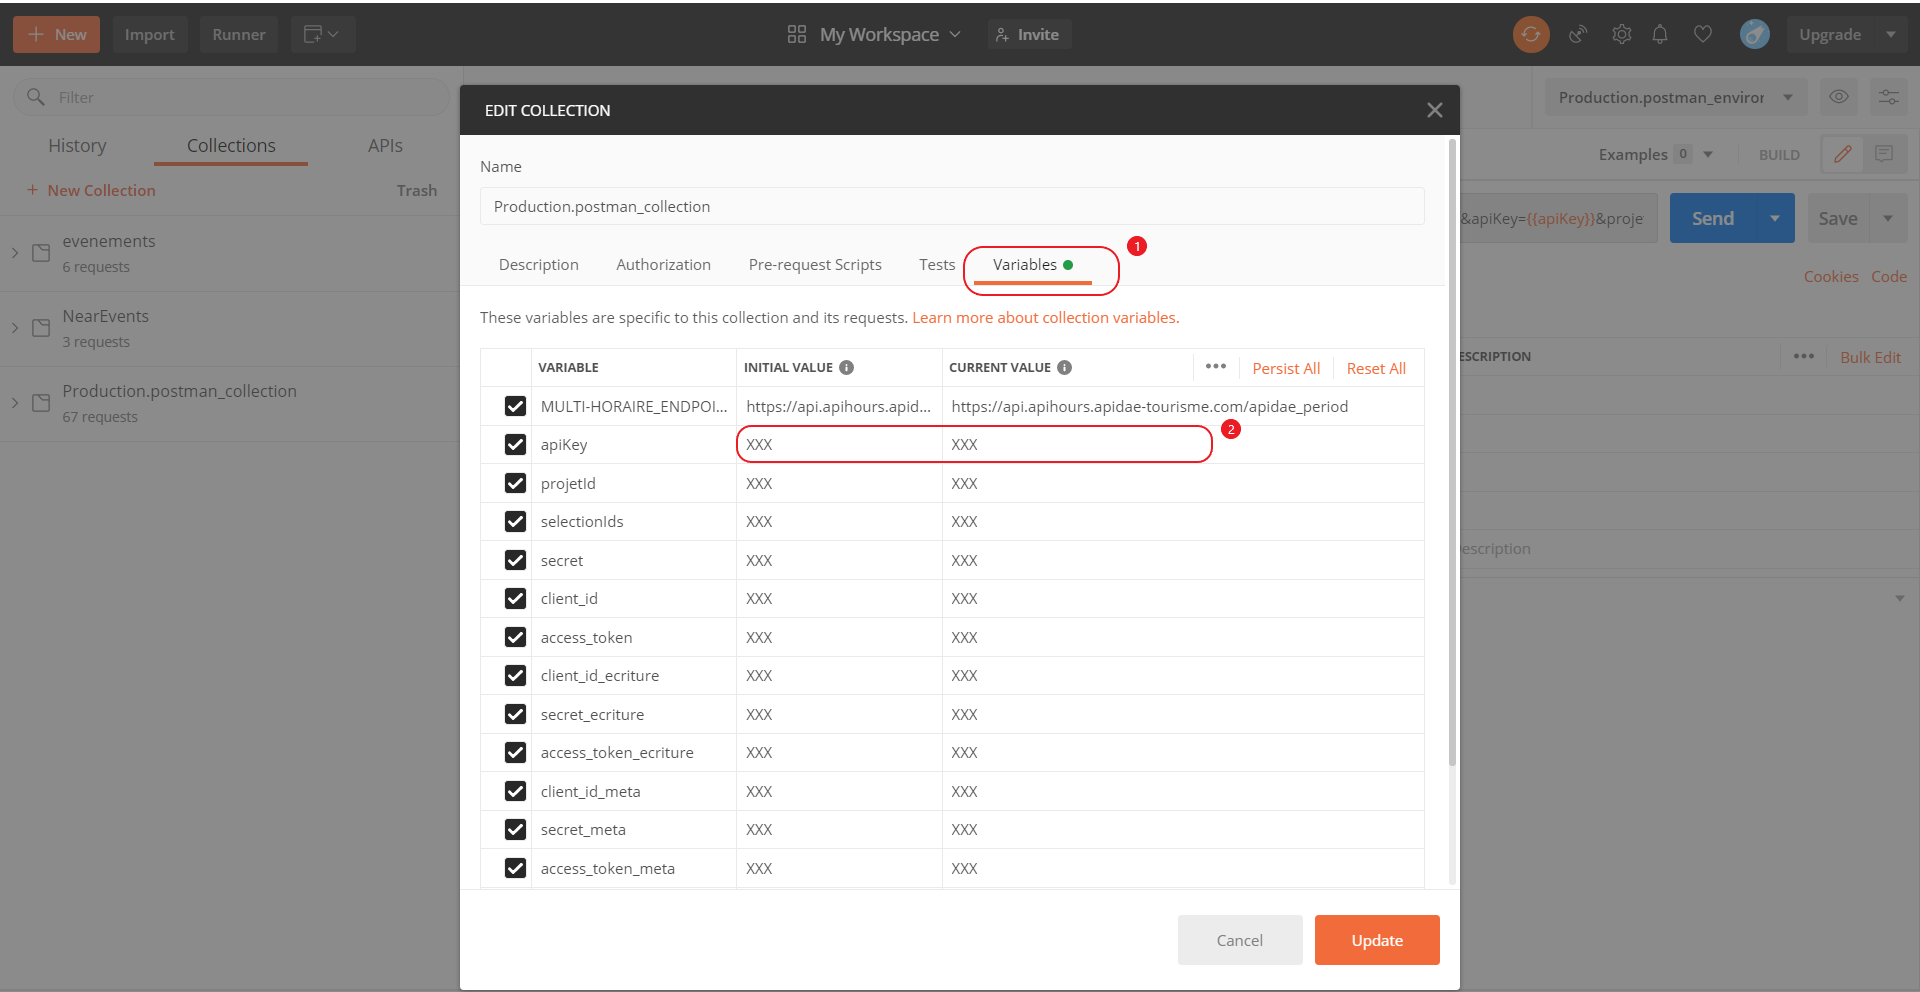 New Import Runner My Workspace Invite Upgrade
Filter
History Collections APIs
New Collection Trash
evenements
6 requests
NearEvents
3 requests
Production.postman_collection
67 requests
EDIT COLLECTION
Name
Production.postman_collection
Description Authorization Pre-request Scripts Tests Variables 1
These variables are specific to this collection and its requests. Learn more about collection variables.
VARIABLE INITIAL VALUE CURRENT VALUE ••• Persist All Reset All
MULTI-HORAIRE_ENDPOI... https://api.apihours.apid... https://api.apihours.apidae-tourisme.com/apidae_period
apiKey XXX XXX 2
projetId XXX XXX
selectionIds XXX XXX
secret XXX XXX
client_id XXX XXX
access_token XXX XXX
client_id_ecriture XXX XXX
secret_ecriture XXX XXX
access_token_ecriture XXX XXX
client_id_meta XXX XXX
secret_meta XXX XXX
access_token_meta XXX XXX
Cancel Update
Production.postman_enviror
Examples 0 BUILD
&apiKey={{apiKey}}&proje Send Save
Cookies Code
ESCRIPTION ••• Bulk Edit
escription